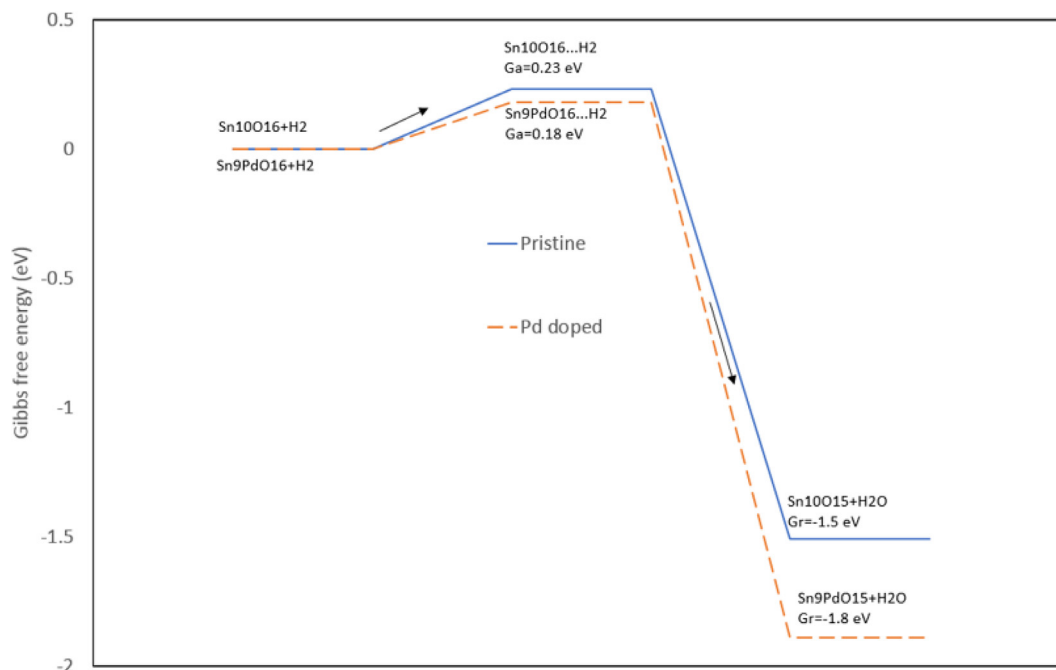 0.5
Sn10O16...H2
Ga=0.23 eV
Sn9PdO16...H2
Ga=0.18 eV
Sn10O16+H2
0
Sn9PdO16+H2
Pristine
-0.5
Pd doped
Gibbs free energy (eV)
-1
Sn10O15+H2O
Gr=-1.5 eV
-1.5
Sn9PdO15+H2O
Gr=-1.8 eV
-2